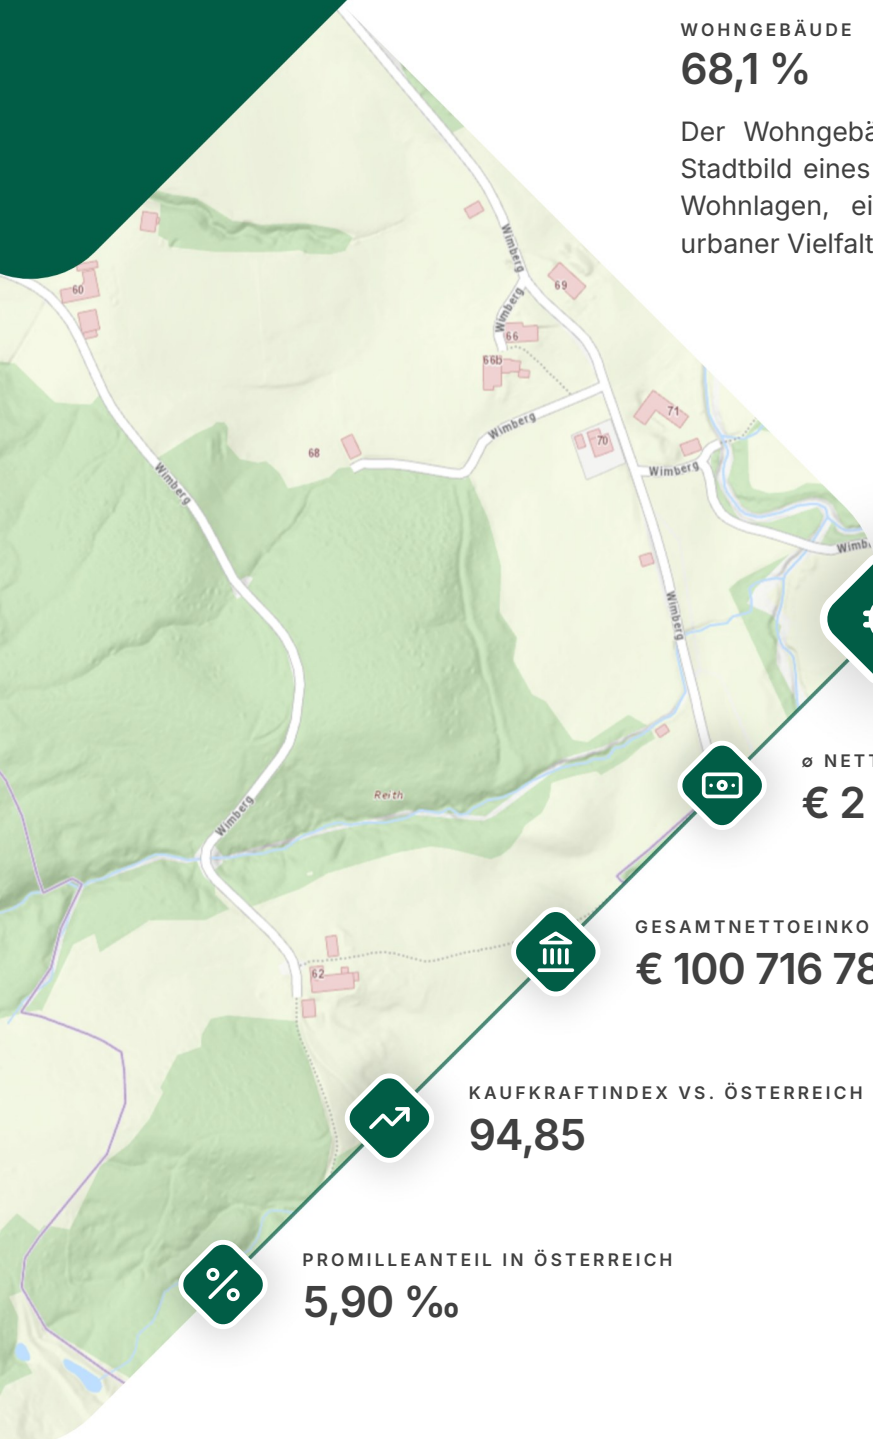 WOHNGEBÄUDE
68,1 %
Der Wohngebä
Stadtbild eines
Wohnlagen, ei
urbaner Vielfalt
Wimberg
60
69
Wimberg
66
66b
71
Wimberg
70
68
Wimberg
Wimberg
Wimb
Wimberg
ø NETT
€ 2
Reith
Wimberg
GESAMTNETTOEINKO
€ 100 716 78
62
KAUFKRAFTINDEX VS. ÖSTERREICH
94,85
PROMILLEANTEIL IN ÖSTERREICH
5,90 ‰